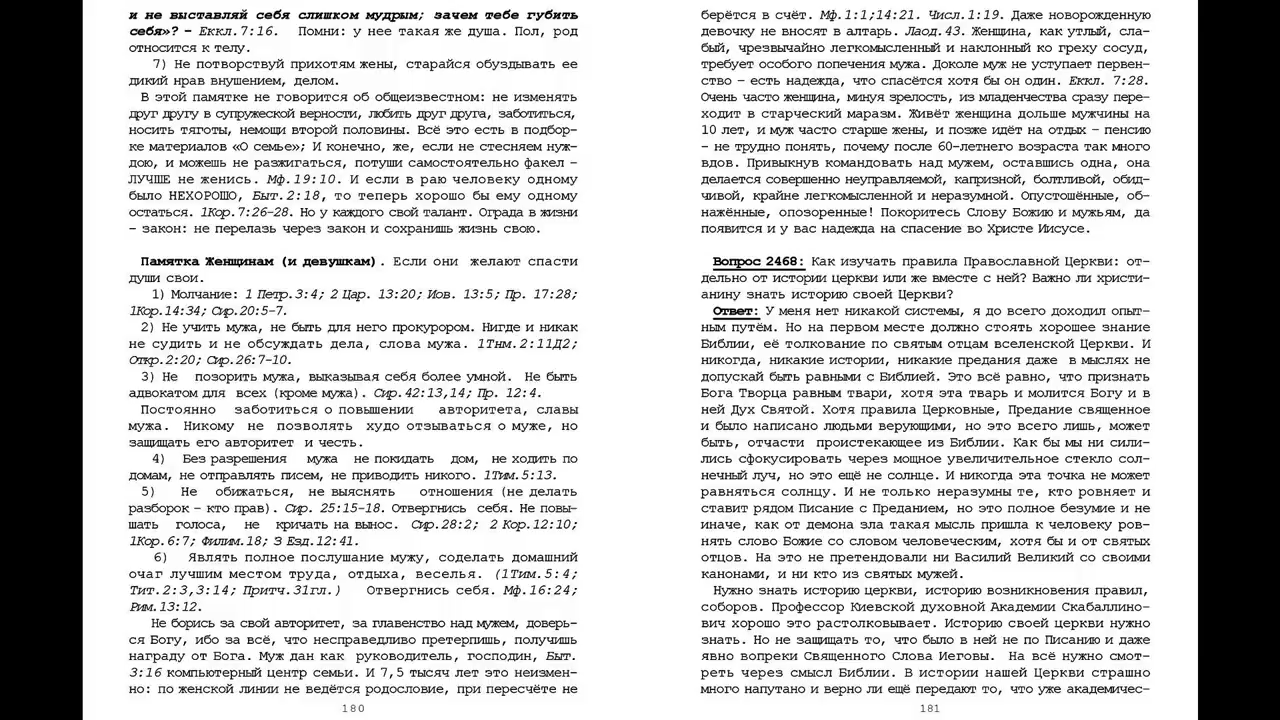 и не выставляй себя слишком мудрым; зачем тебе губить
себя»? – Еккл.7:16. Помни: у нее такая же душа. Пол, род
относится к телу.
7) Не потворствуй прихотям жены, старайся обуздывать ее
дикий нрав внушением, делом.
В этой памятке не говорится об общеизвестном: не изменять
друг другу в супружеской верности, любить друг друга, заботиться,
носить тяготы, немощи второй половины. Всё это есть в подбор-
ке материалов «О семье»; И конечно, же, если не стесняем нуж-
дою, и можешь не разжигаться, потуши самостоятельно факел –
ЛУЧШЕ не женись. Мф.19:10. И если в раю человеку одному
было НЕХОРОШО, Быт.2:18, то теперь хорошо бы ему одному
остаться. 1Кор.7:26-28. Но у каждого свой талант. Ограда в жизни
– закон: не перелазь через закон и сохранишь жизнь свою.
Памятка Женщинам (и девушкам). Если они желают спасти
души свои.
1) Молчание: 1 Петр.3:4; 2 Цар. 13:20; Иов. 13:5; Пр. 17:28;
1Кор.14:34; Сир.20:5-7.
2) Не учить мужа, не быть для него прокурором. Нигде и никак
не судить и не обсуждать дела, слова мужа. 1Тнм.2:11Д2;
Откр.2:20; Сир.26:7-10.
3) Не позорить мужа, выказывая себя более умной. Не быть
адвокатом для всех (кроме мужа). Сир.42:13,14; Пр. 12:4.
Постоянно заботиться о повышении авторитета, славы
мужа. Никому не позволять худо отзываться о муже, но
защищать его авторитет и честь.
4) Без разрешения мужа не покидать дом, не ходить по
домам, не отправлять писем, не приводить никого. 1Тим.5:13.
5) Не обижаться, не выяснять отношения (не делать
разборок – кто прав). Сир. 25:15-18. Отвергнись себя. Не повы-
шать голоса, не кричать на вынос. Сир.28:2; 2 Кор.12:10;
1Кор.6:7; Филим.18; 3 Езд.12:41.
6) Являть полное послушание мужу, соделать домашний
очаг лучшим местом труда, отдыха, веселья. (1Тим.5:4;
Тит.2:3,3:14; Притч.31гл.) Отвергнись себя. Мф.16:24;
Рим.13:12.
Не борись за свой авторитет, за главенство над мужем, доверь-
ся Богу, ибо за всё, что несправедливо претерпишь, получишь
награду от Бога. Муж дан как руководитель, господин, Быт.
3:16 компьютерный центр семьи. И 7,5 тысяч лет это неизмен-
но: по женской линии не ведётся родословие, при пересчёте не
180
берётся в счёт. Мф.1:1;14:21. Числ.1:19. Даже новорожденную
девочку не вносят в алтарь. Лаод.43. Женщина, как утлый, сла-
бый, чрезвычайно легкомысленный и наклонный ко греху сосуд,
требует особого попечения мужа. Доколе муж не уступает первен-
ство – есть надежда, что спасётся хотя бы он один. Еккл. 7:28.
Очень часто женщина, минуя зрелость, из младенчества сразу пере-
ходит в старческий маразм. Живёт женщина дольше мужчины на
10 лет, и муж часто старше жены, и позже идёт на отдых – пенсию
– не трудно понять, почему после 60-летнего возраста так много
вдов. Привыкнув командовать над мужем, оставшись одна, она
делается совершенно неуправляемой, капризной, болтливой, обид-
чивой, крайне легкомысленной и неразумной. Опустошённые, об-
нажённые, опозоренные! Покоритесь Слову Божию и мужьям, да
появится и у вас надежда на спасение во Христе Иисусе.
Вопрос 2468: Как изучать правила Православной Церкви: от-
дельно от истории церкви или же вместе с ней? Важно ли христи-
анину знать историю своей Церкви?
Ответ: У меня нет никакой системы, я до всего доходил опыт-
ным путём. Но на первом месте должно стоять хорошее знание
Библии, её толкование по святым отцам вселенской Церкви. И
никогда, никакие истории, никакие предания даже в мыслях не
допускай быть равными с Библией. Это всё равно, что признать
Бога Творца равным твари, хотя эта тварь и молится Богу и в
ней Дух Святой. Хотя правила Церковные, Предание священное
и было написано людьми верующими, но это всего лишь, может
быть, отчасти проистекающее из Библии. Как бы мы ни сили-
лись сфокусировать через мощное увеличительное стекло сол-
нечный луч, но это ещё не солнце. И никогда эта точка не может
равняться солнцу. И не только неразумны те, кто ровняет и
ставит рядом Писание с Преданием, но это полное безумие и не
иначе, как от демона зла такая мысль пришла к человеку ров-
нять слово Божие со словом человеческим, хотя бы и от святых
отцов. На это не претендовали ни Василий Великий со своими
канонами, и ни кто из святых мужей.
Нужно знать историю церкви, историю возникновения правил,
соборов. Профессор Киевской духовной Академии Скабаллино-
вич хорошо это растолковывает. Историю своей церкви нужно
знать. Но не защищать то, что было в ней не по Писанию и даже
явно вопреки Священного Слова Иеговы. На всё нужно смот-
реть через смысл Библии. В истории нашей Церкви страшно
много напутано и верно ли ещё передают то, что уже академичес-
181